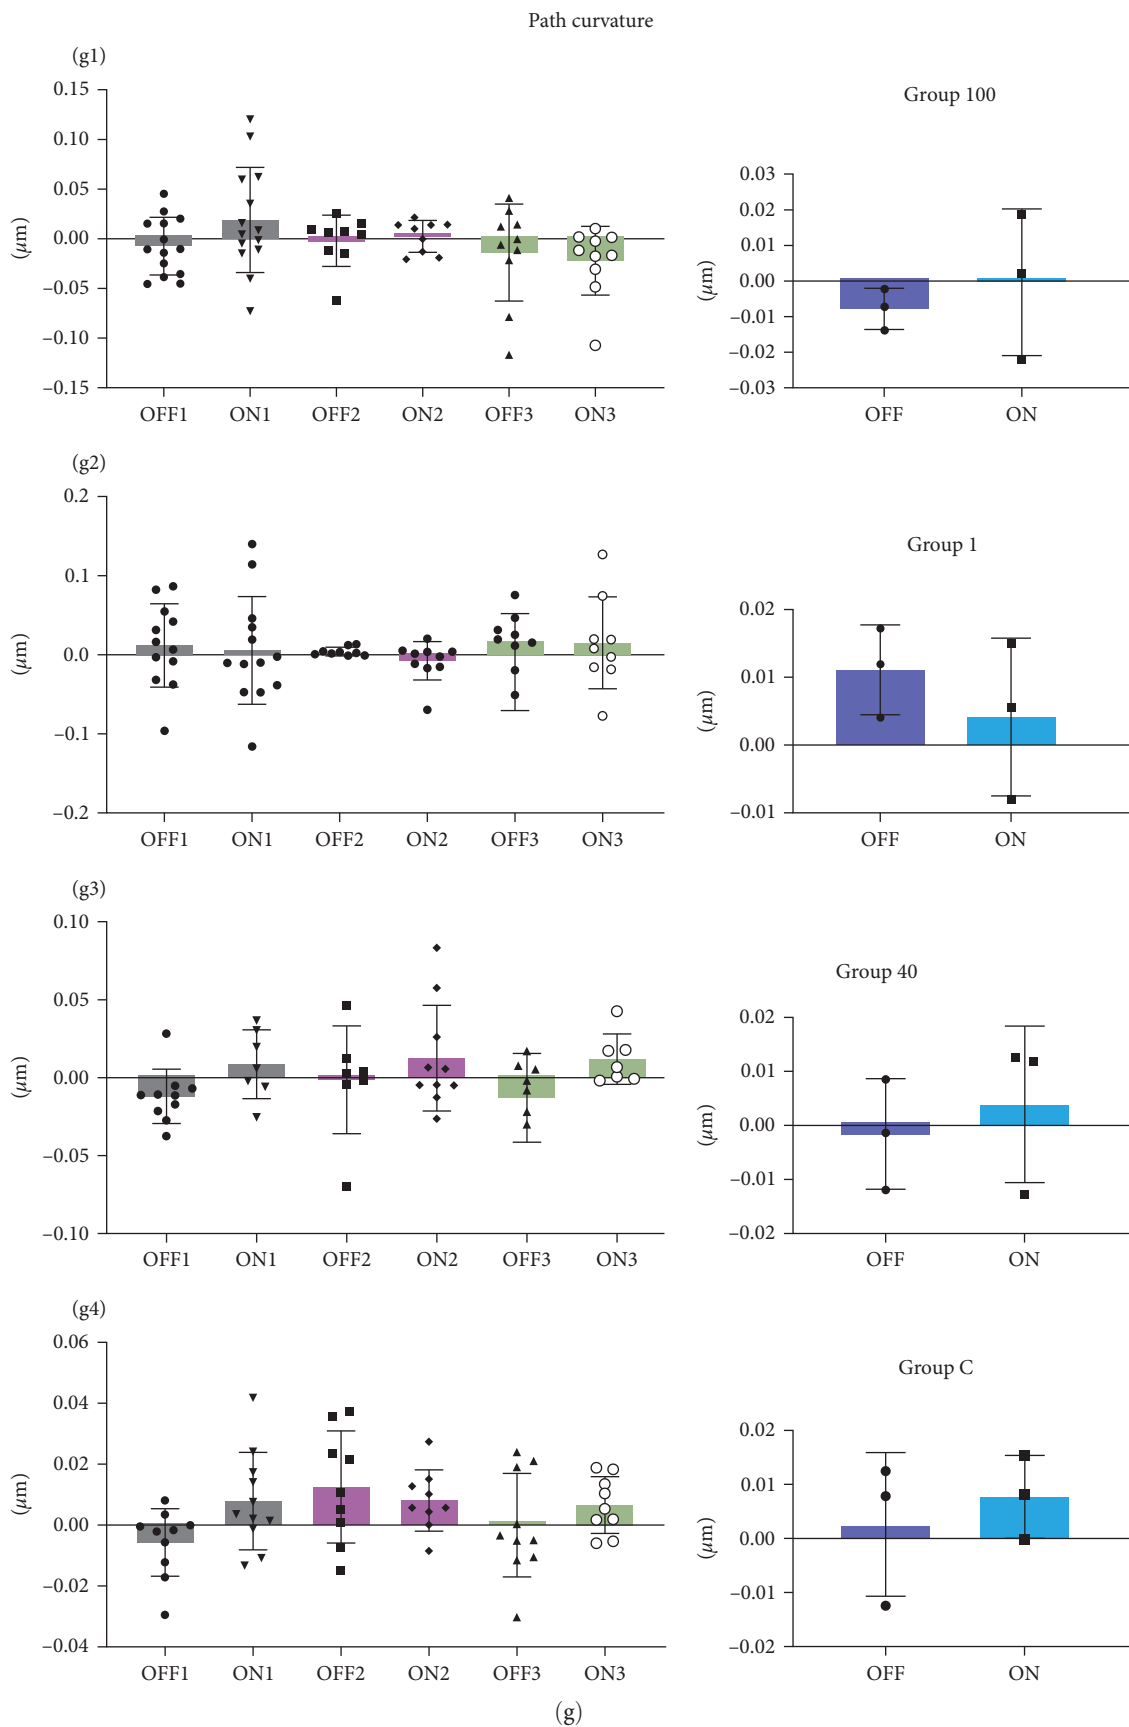 Path curvature
(g1)
0.15
0.10
0.05
0.00
–0.05
–0.10
–0.15
(µm)
OFF1 ON1 OFF2 ON2 OFF3 ON3
Group 100
0.03
0.02
0.01
0.00
–0.01
–0.02
–0.03
(µm)
OFF ON
(g2)
0.2
0.1
0.0
–0.1
–0.2
(µm)
OFF1 ON1 OFF2 ON2 OFF3 ON3
Group 1
0.02
0.01
0.00
–0.01
(µm)
OFF ON
(g3)
0.10
0.05
0.00
–0.05
–0.10
(µm)
OFF1 ON1 OFF2 ON2 OFF3 ON3
Group 40
0.02
0.01
0.00
–0.01
–0.02
(µm)
OFF ON
(g4)
0.06
0.04
0.02
0.00
–0.02
–0.04
(µm)
OFF1 ON1 OFF2 ON2 OFF3 ON3
Group C
0.02
0.01
0.00
–0.01
–0.02
(µm)
OFF ON
(g)